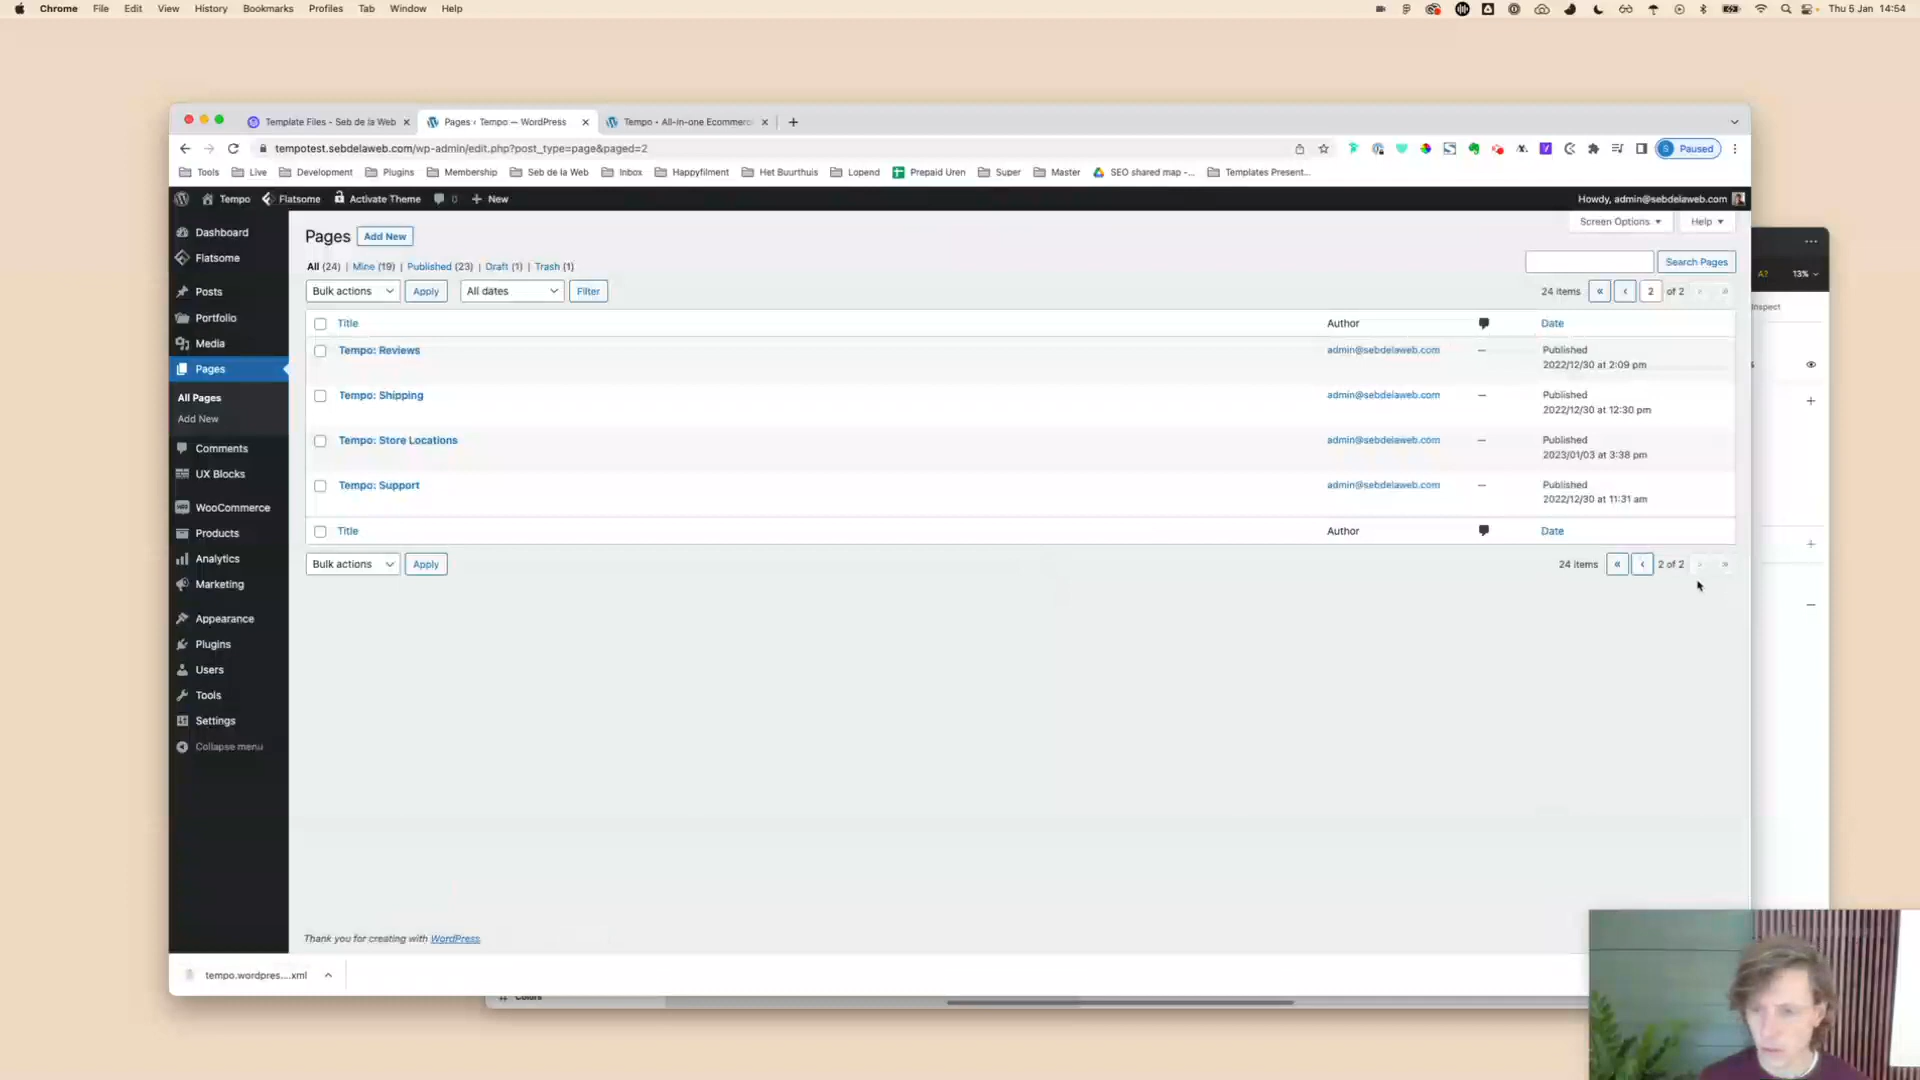 Chrome File Edit View History Bookmarks Profiles Tab Window Help
Thu 5 Jan 14:54
Template Files - Seb de la Web
Pages ‹ Tempo — WordPress
Tempo - All-in-one Ecommerc
tempotest.sebdelaweb.com/wp-admin/edit.php?post_type=page&paged=2
S Paused
Tools Live Development Plugins Membership Seb de la Web Inbox Happyfilment Het Buurthuis Lopend Prepaid Uren Super Master SEO shared map -... Templates Present...
Tempo Flatsome Activate Theme 0 + New
Howdy, admin@sebdelaweb.com
Screen Options
Help
Dashboard
Flatsome
Posts
Portfolio
Media
Pages
All Pages
Add New
Comments
UX Blocks
WooCommerce
Products
Analytics
Marketing
Appearance
Plugins
Users
Tools
Settings
Collapse menu
Pages Add New
All (24) | Mine (19) | Published (23) | Draft (1) | Trash (1)
Search Pages
Bulk actions Apply All dates Filter
24 items « ‹ 2 of 2 › »
Title Author Date
Tempo: Reviews admin@sebdelaweb.com — Published
2022/12/30 at 2:09 pm
Tempo: Shipping admin@sebdelaweb.com — Published
2022/12/30 at 12:30 pm
Tempo: Store Locations admin@sebdelaweb.com — Published
2023/01/03 at 3:38 pm
Tempo: Support admin@sebdelaweb.com — Published
2022/12/30 at 11:31 am
Title Author Date
Bulk actions Apply
24 items « ‹ 2 of 2 › »
Thank you for creating with WordPress.
tempo.wordpres....xml
A? 13%
Inspect
Colors